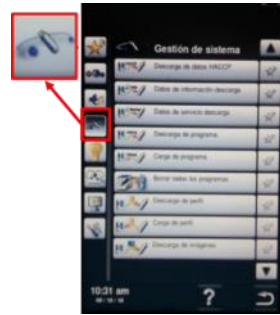 Gestión de sistema
Descarga de datos HACCP
Datos de información descarga
Datos de servicio descarga
Descarga de programa
Carga de programa
Borrar todos los programas
Descarga de perfil
Carga de perfil
Descarga de imágenes
10:31 am
?